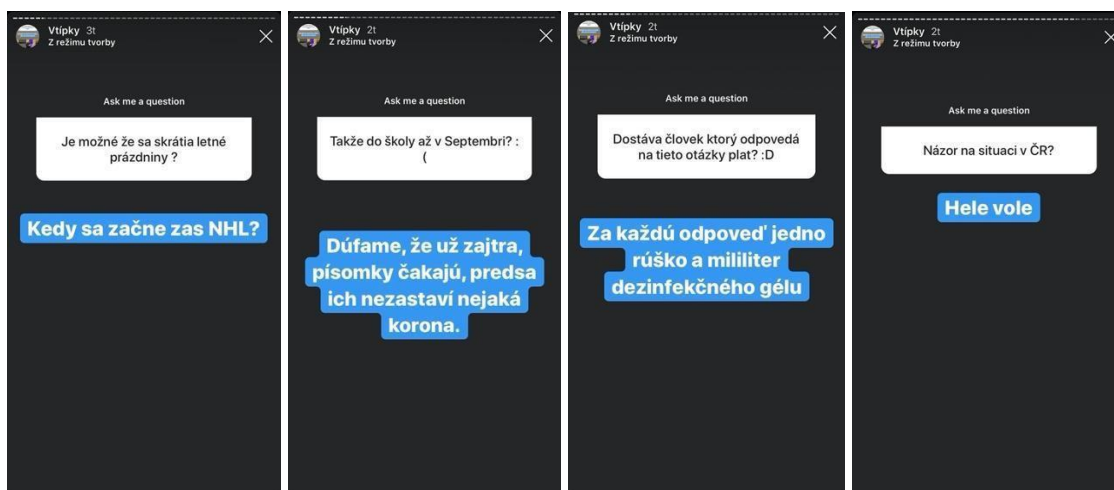 Vtípky 3t
Z režimu tvorby
Ask me a question
Je možné že sa skrátia letné
prázdniny ?
Kedy sa začne zas NHL?
Vtípky 2t
Z režimu tvorby
Ask me a question
Takže do školy až v Septembri? :
(
Dúfame, že už zajtra,
písomky čakajú, predsa
ich nezastaví nejaká
korona.
Vtípky 2t
Z režimu tvorby
Ask me a question
Dostáva človek ktorý odpovedá
na tieto otázky plat? :D
Za každú odpoveď jedno
rúško a mililiter
dezinfekčného gélu
Vtípky 2t
Z režimu tvorby
Ask me a question
Názor na situaci v ČR?
Hele vole